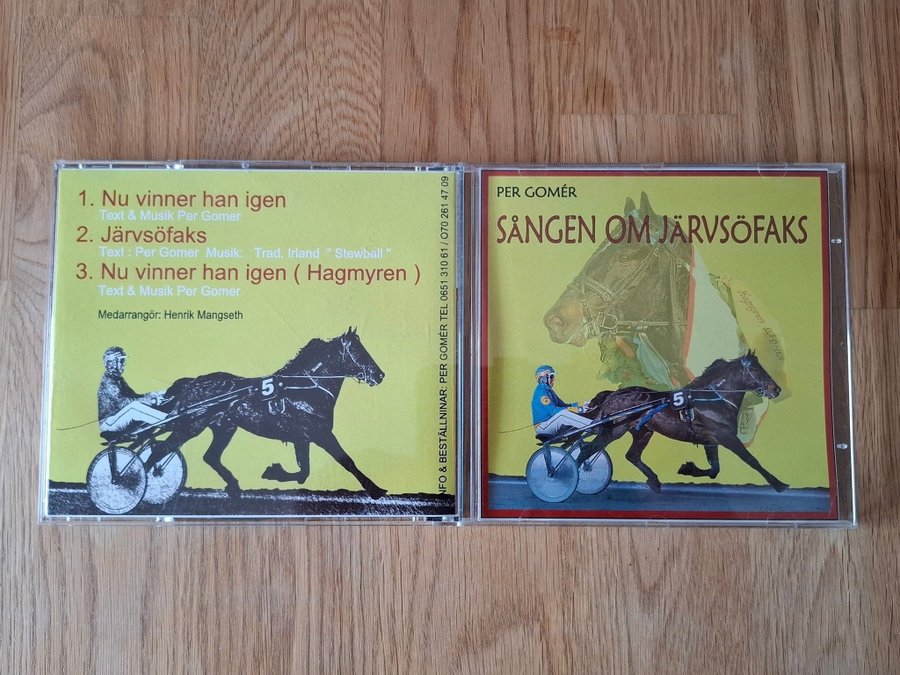 1. Nu vinner han igen
Text & Musik Per Gomer
2. Järvsöfaks
Text : Per Gomer Musik: Trad. Irland " Stewball "
3. Nu vinner han igen ( Hagmyren )
Text & Musik Per Gomer
Medarrangör: Henrik Mangseth
5
NFO & BESTÄLLNINAR: PER GOMÉR TEL 0651 310 61 / O70 261 47 09
PER GOMÉR
SÅNGEN OM JÄRVSÖFAKS
5